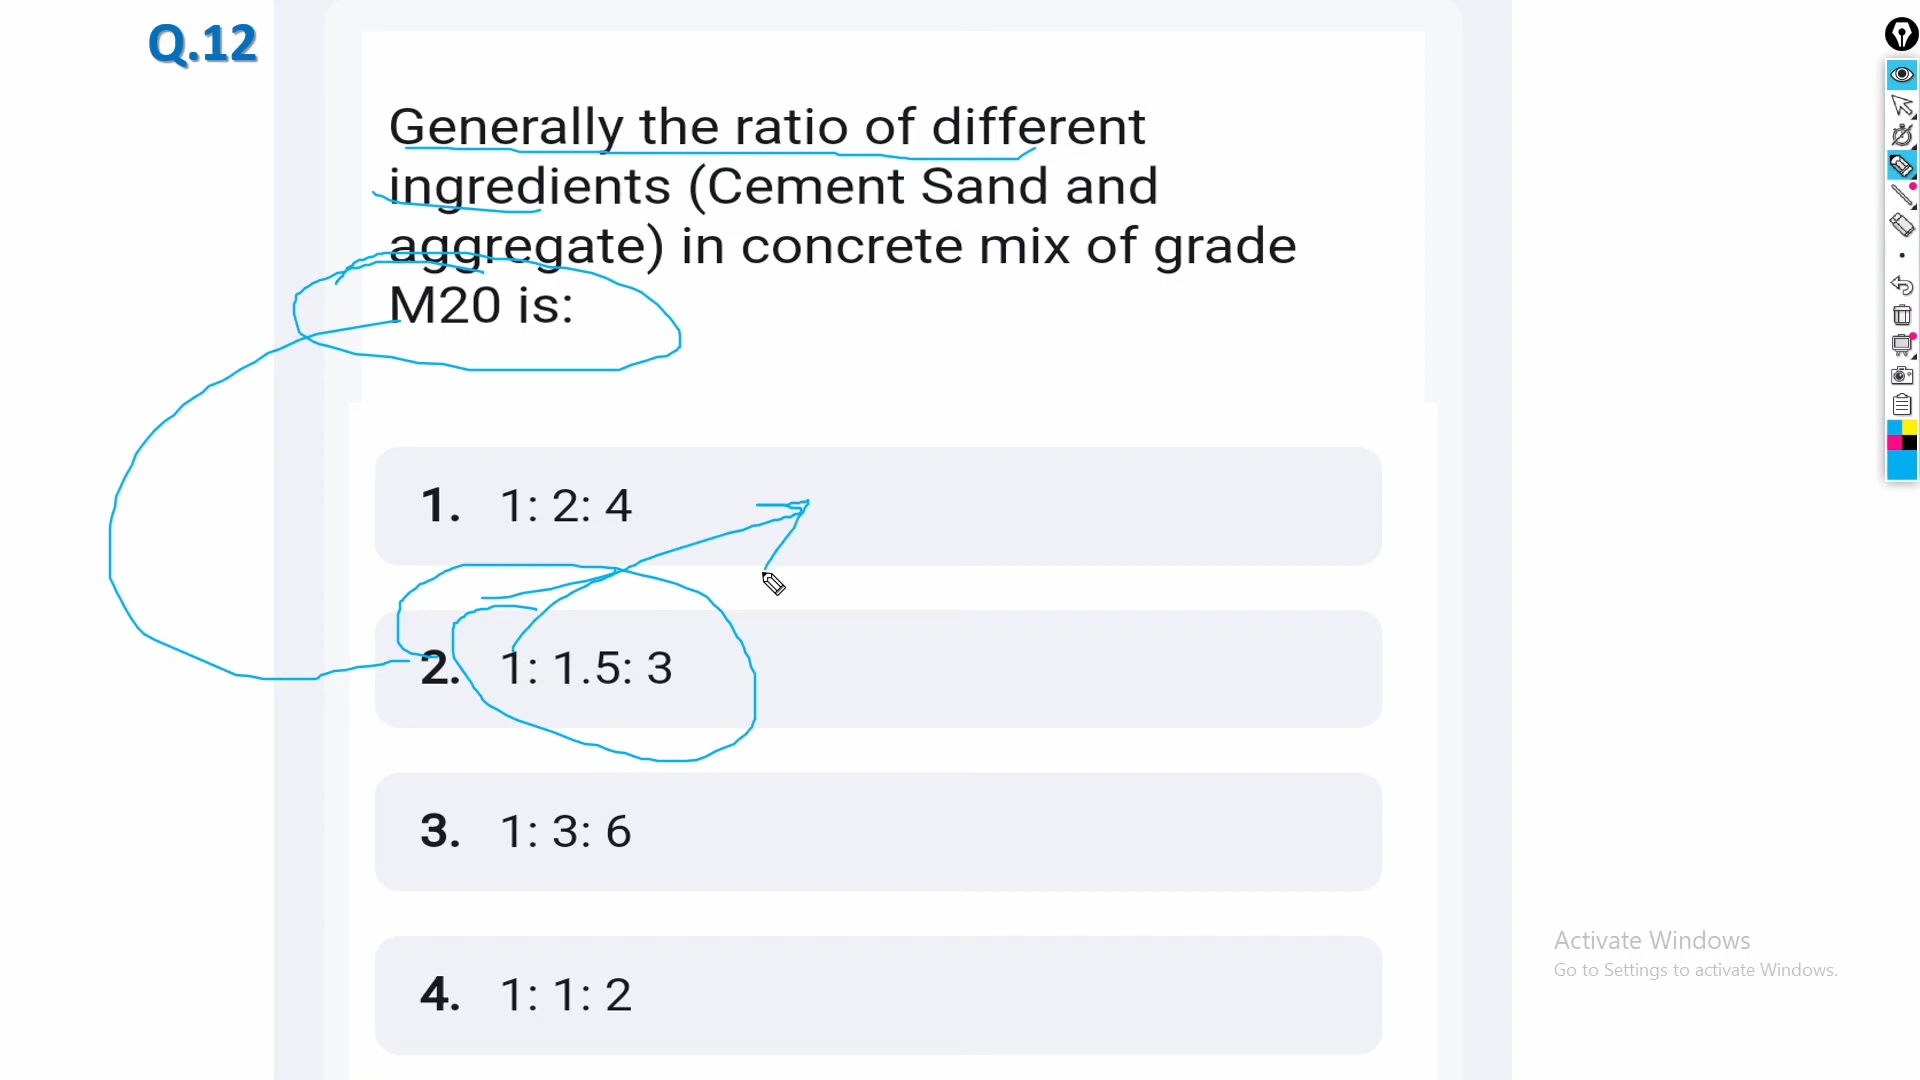 Q.12
Generally the ratio of different
ingredients (Cement Sand and
aggregate) in concrete mix of grade
M20 is:
1. 1: 2: 4
2. 1: 1.5: 3
3. 1: 3: 6
4. 1: 1: 2
Activate Windows
Go to Settings to activate Windows.